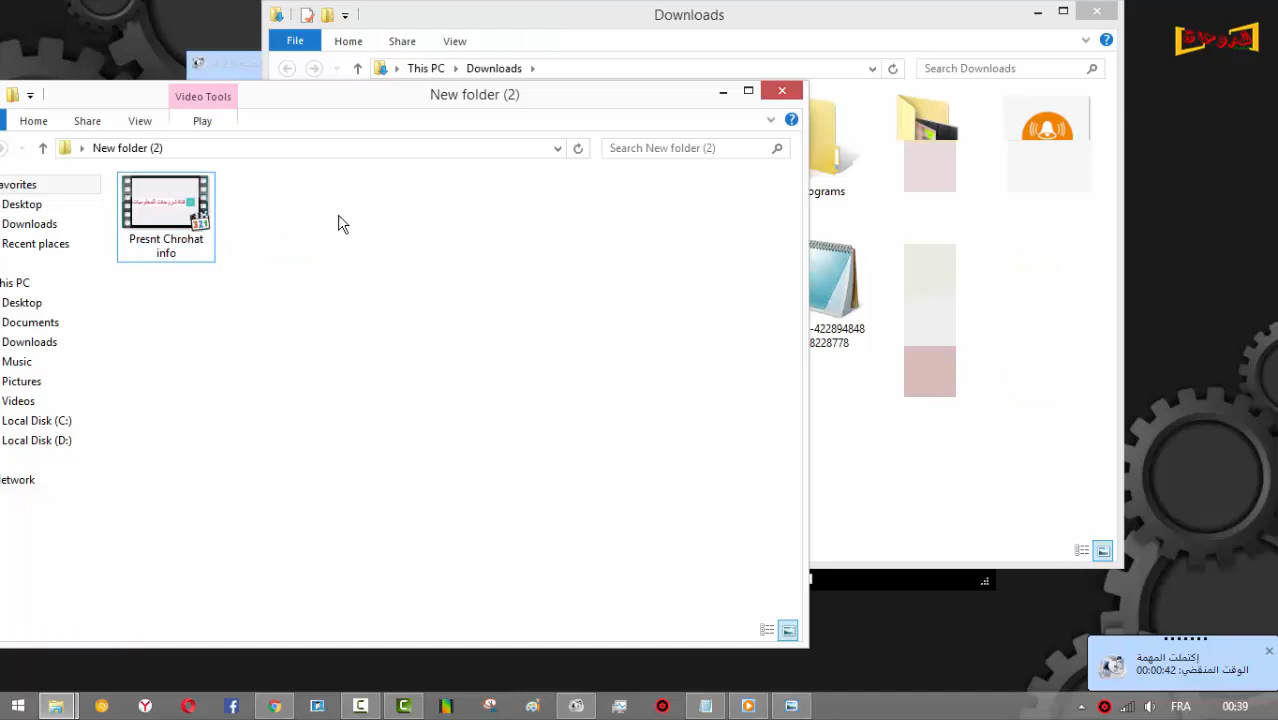 Downloads
File
Home
Share
View
This PC
Downloads
Search Downloads
Video Tools
New folder (2)
Home
Share
View
Play
New folder (2)
Search New folder (2)
avorites
Desktop
Downloads
Recent places
his PC
Desktop
Documents
Downloads
Music
Pictures
Videos
Local Disk (C:)
Local Disk (D:)
etwork
321
Presnt Chrohat
info
ograms
-422894848
8228778
إكتملت المهمة
الوقت المنقضي: 00:00:42
FRA
00:39